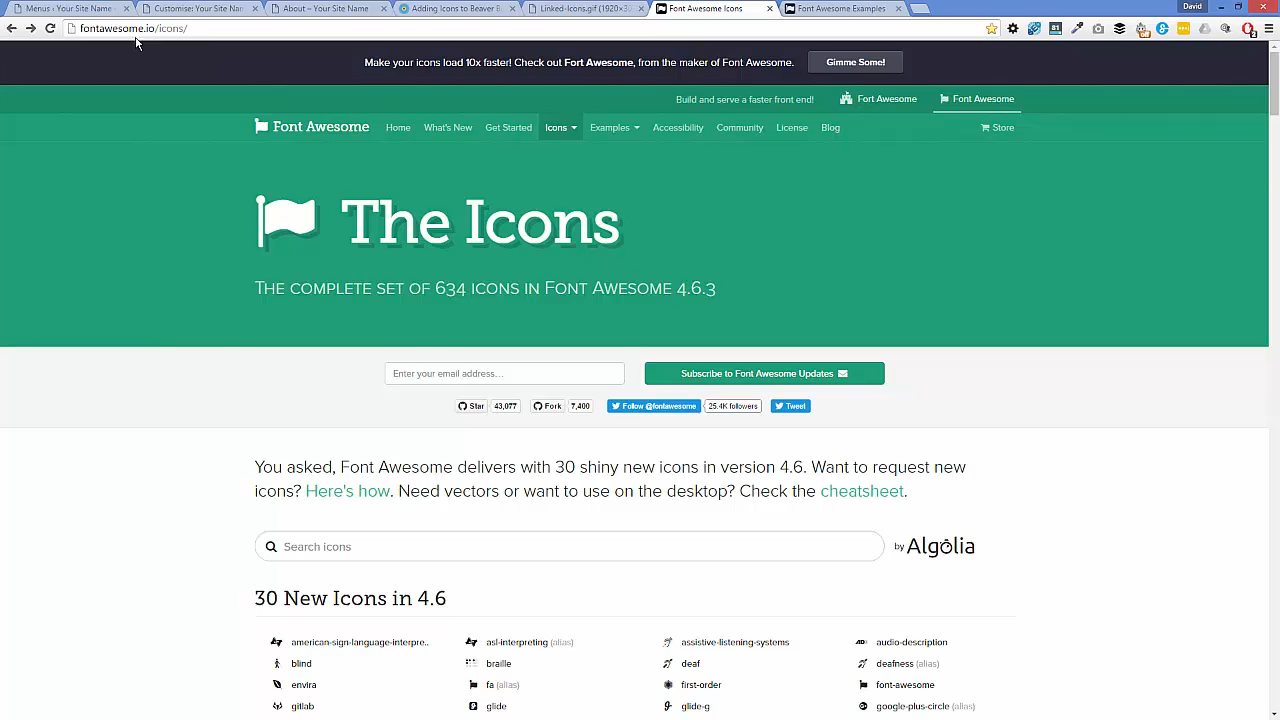 Menus ‹ Your Site Name
Customise: Your Site Nam
About – Your Site Name
Adding Icons to Beaver B
Linked-Icons.gif (1920×3
Font Awesome Icons
Font Awesome Examples
David
fontawesome.io/icons/
Make your icons load 10x faster! Check out Fort Awesome, from the maker of Font Awesome.
Gimme Some!
Build and serve a faster front end!
Fort Awesome
Font Awesome
Font Awesome
Home
What's New
Get Started
Icons
Examples
Accessibility
Community
License
Blog
Store
The Icons
The complete set of 634 icons in Font Awesome 4.6.3
Enter your email address...
Subscribe to Font Awesome Updates
Star
43,077
Fork
7,400
Follow @fontawesome
25.4K followers
Tweet
You asked, Font Awesome delivers with 30 shiny new icons in version 4.6. Want to request new
icons? Here's how. Need vectors or want to use on the desktop? Check the cheatsheet.
Search icons
by Algolia
30 New Icons in 4.6
american-sign-language-interpre..
asl-interpreting (alias)
assistive-listening-systems
audio-description
blind
braille
deaf
deafness (alias)
envira
fa (alias)
first-order
font-awesome
gitlab
glide
glide-g
google-plus-circle (alias)